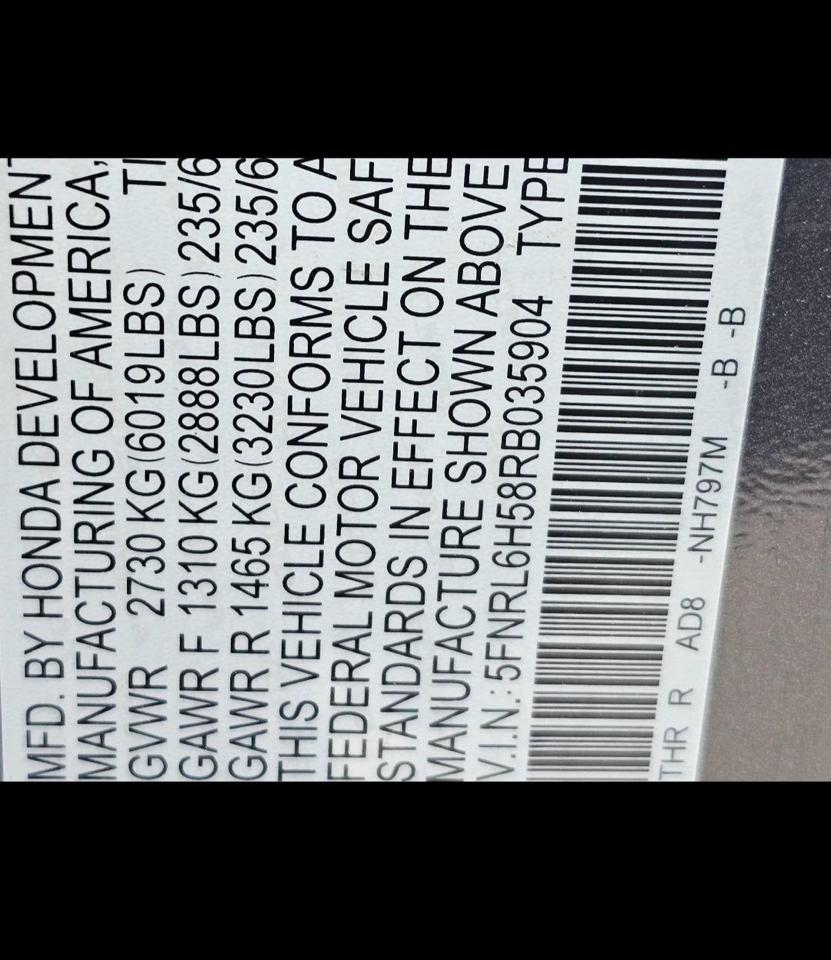 MFD. BY HONDA DEVELOPMENT
MANUFACTURING OF AMERICA,
GVWR 2730 KG(6019LBS) TI
GAWR F 1310 KG(2888LBS) 235/6
GAWR R 1465 KG(3230LBS) 235/6
THIS VEHICLE CONFORMS TO A
FEDERAL MOTOR VEHICLE SAF
STANDARDS IN EFFECT ON THE
MANUFACTURE SHOWN ABOVE
V.I.N.: 5FNRL6H58RB035904 TYPE
THR R AD8 -NH797M -B -B